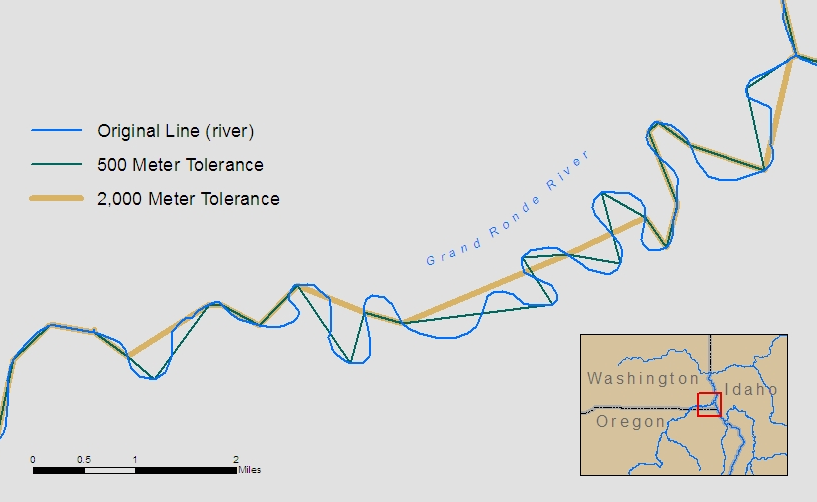 Original Line (river)
500 Meter Tolerance
2,000 Meter Tolerance
Grand Ronde River
Washington
Idaho
Oregon
0 0.5 1 2
Miles